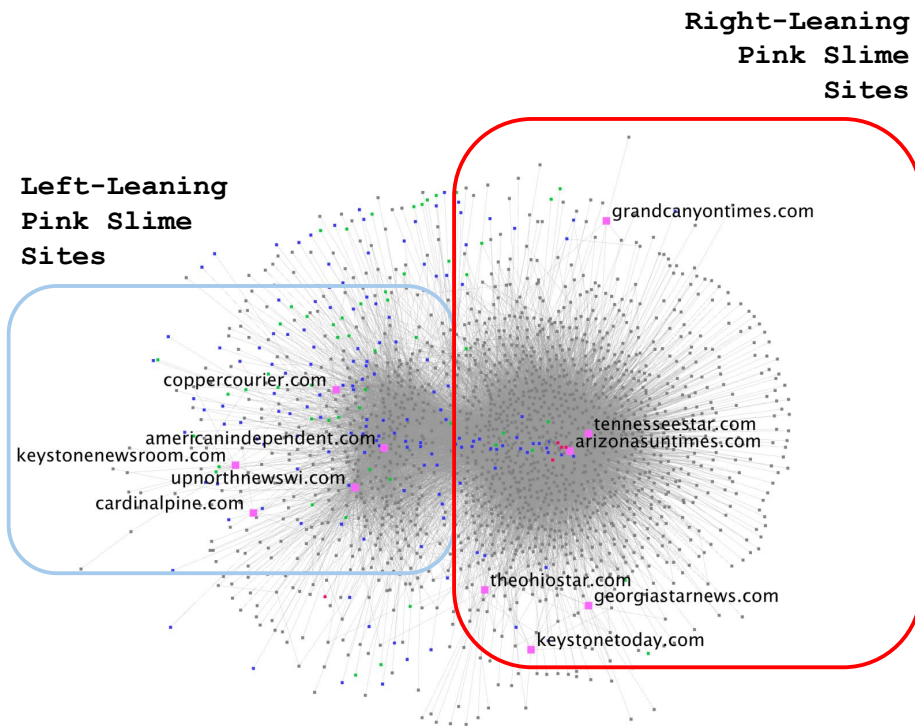 Right-Leaning
Pink Slime
Sites
Left-Leaning
Pink Slime
Sites
grandcanyontimes.com
coppercourier.com
tennesseestar.com
americanindependent.com
arizonasuntimes.com
keystonenewsroom.com
upnorthnewswi.com
cardinalpine.com
theohiostar.com
georgiastarnews.com
keystonetoday.com